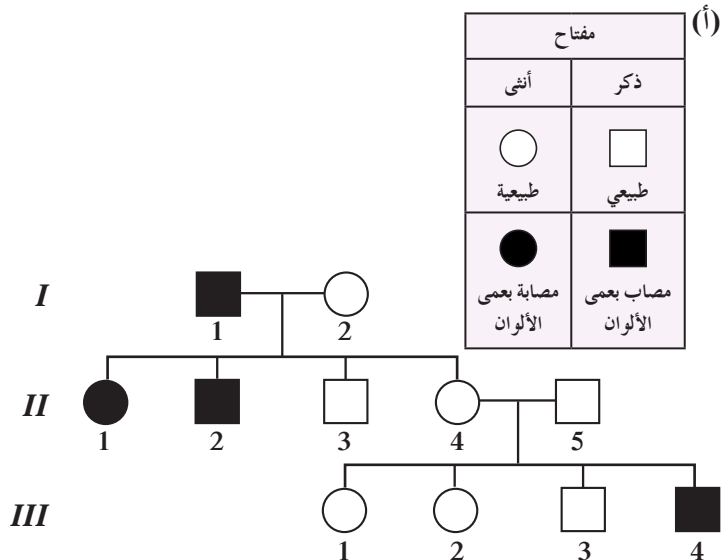 (أ)
مفتاح
ذكر أنثى
طبيعي طبيعية
مصاب بعمى الألوان
مصابة بعمى الألوان
I
1 2
II
1 2 3 4 5
III
1 2 3 4